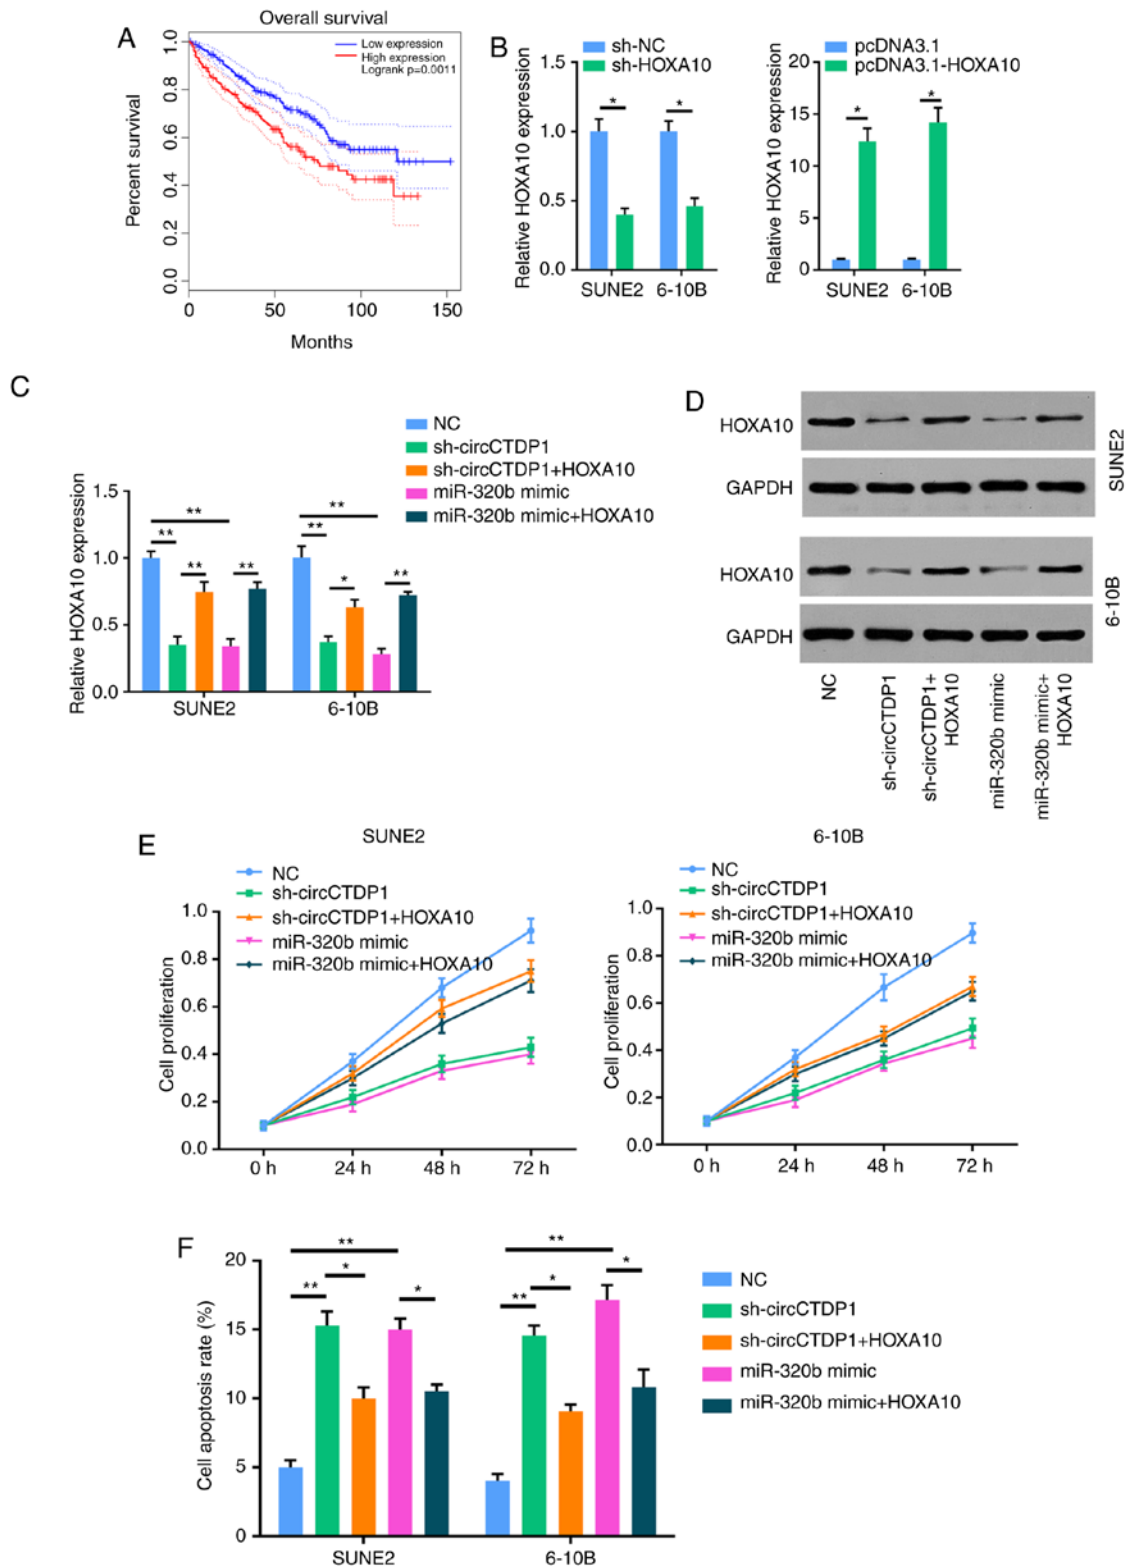 A
Overall survival
Percent survival
1.0
0.8
0.6
0.4
0.2
0.0
Low expression
High expression
Logrank p=0.0011
0 50 100 150
Months
B
sh-NC
sh-HOXA10
Relative HOXA10 expression
1.5
1.0
0.5
0.0
* *
SUNE2 6-10B
pcDNA3.1
pcDNA3.1-HOXA10
Relative HOXA10 expression
20
15
10
5
0
* *
SUNE2 6-10B
C
NC
sh-circCTDP1
sh-circCTDP1+HOXA10
miR-320b mimic
miR-320b mimic+HOXA10
Relative HOXA10 expression
1.5
1.0
0.5
0.0
** **
** **
** ** * **
SUNE2 6-10B
D
HOXA10
GAPDH
SUNE2
HOXA10
GAPDH
6-10B
NC
sh-circCTDP1
sh-circCTDP1+
HOXA10
miR-320b mimic
miR-320b mimic+
HOXA10
E
SUNE2
NC
sh-circCTDP1
sh-circCTDP1+HOXA10
miR-320b mimic
miR-320b mimic+HOXA10
Cell proliferation
1.0
0.8
0.6
0.4
0.2
0.0
0 h 24 h 48 h 72 h
6-10B
NC
sh-circCTDP1
sh-circCTDP1+HOXA10
miR-320b mimic
miR-320b mimic+HOXA10
Cell proliferation
1.0
0.8
0.6
0.4
0.2
0.0
0 h 24 h 48 h 72 h
F
Cell apoptosis rate (%)
20
15
10
5
0
** **
* * * *
** **
SUNE2 6-10B
NC
sh-circCTDP1
sh-circCTDP1+HOXA10
miR-320b mimic
miR-320b mimic+HOXA10